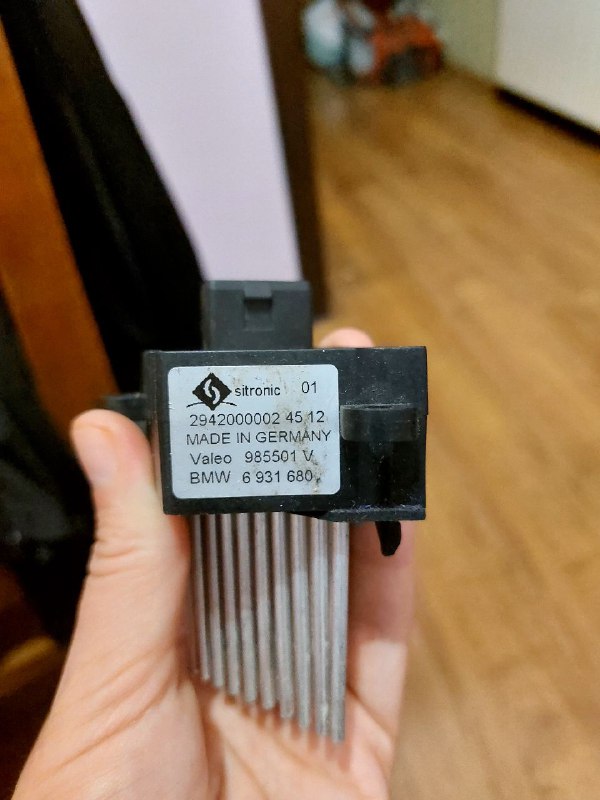 sitronic 01
2942000002 45 12
MADE IN GERMANY
Valeo 985501 V
BMW 6 931 680